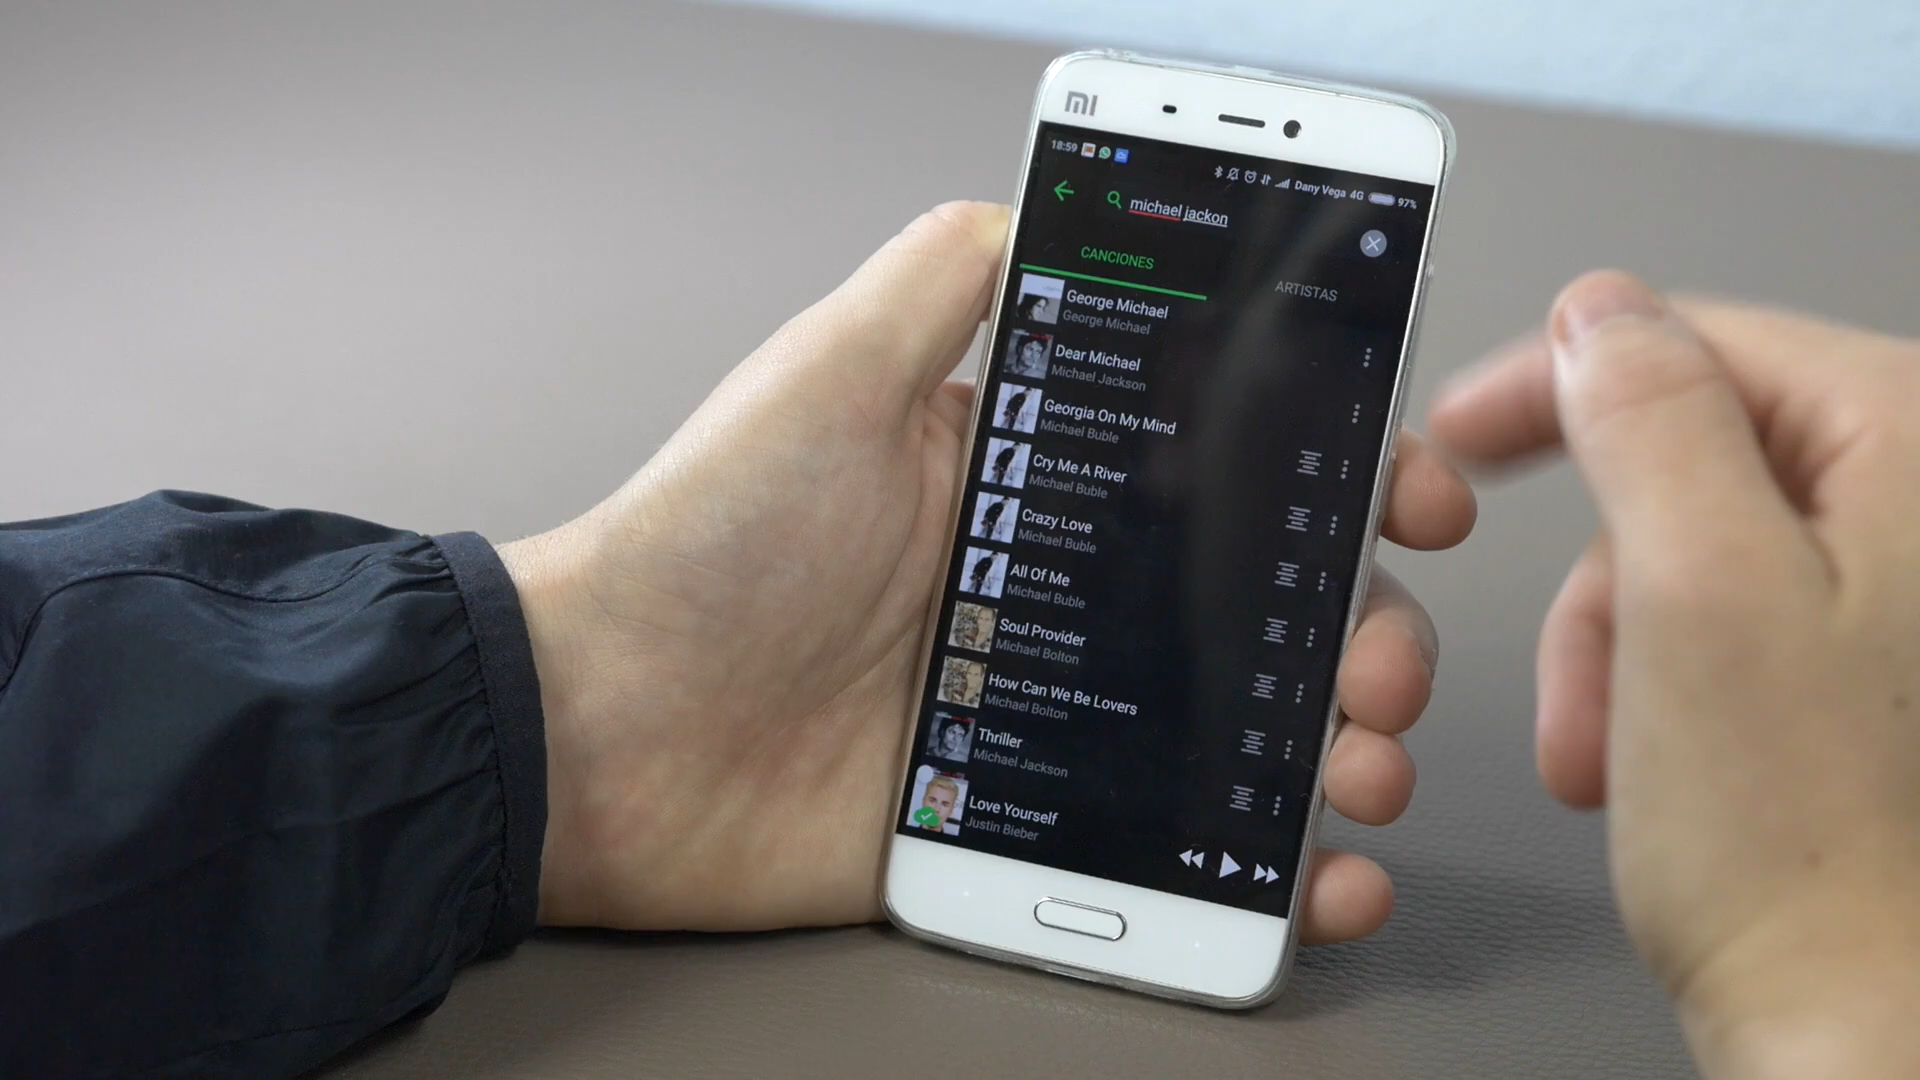 MI
18:59 Dany Vega 4G 97%
michael jackon
CANCIONES ARTISTAS
George Michael
George Michael
Dear Michael
Michael Jackson
Georgia On My Mind
Michael Buble
Cry Me A River
Michael Buble
Crazy Love
Michael Buble
All Of Me
Michael Buble
Soul Provider
Michael Bolton
How Can We Be Lovers
Michael Bolton
Thriller
Michael Jackson
Love Yourself
Justin Bieber